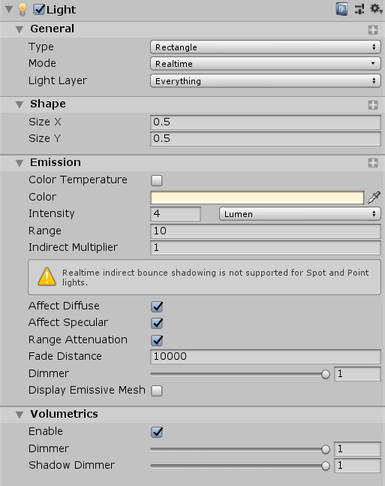 Light
General
Type Rectangle
Mode Realtime
Light Layer Everything
Shape
Size X 0.5
Size Y 0.5
Emission
Color Temperature
Color
Intensity 4 Lumen
Range 10
Indirect Multiplier 1
Realtime indirect bounce shadowing is not supported for Spot and Point
lights.
Affect Diffuse
Affect Specular
Range Attenuation
Fade Distance 10000
Dimmer 1
Display Emissive Mesh
Volumetrics
Enable
Dimmer 1
Shadow Dimmer 1